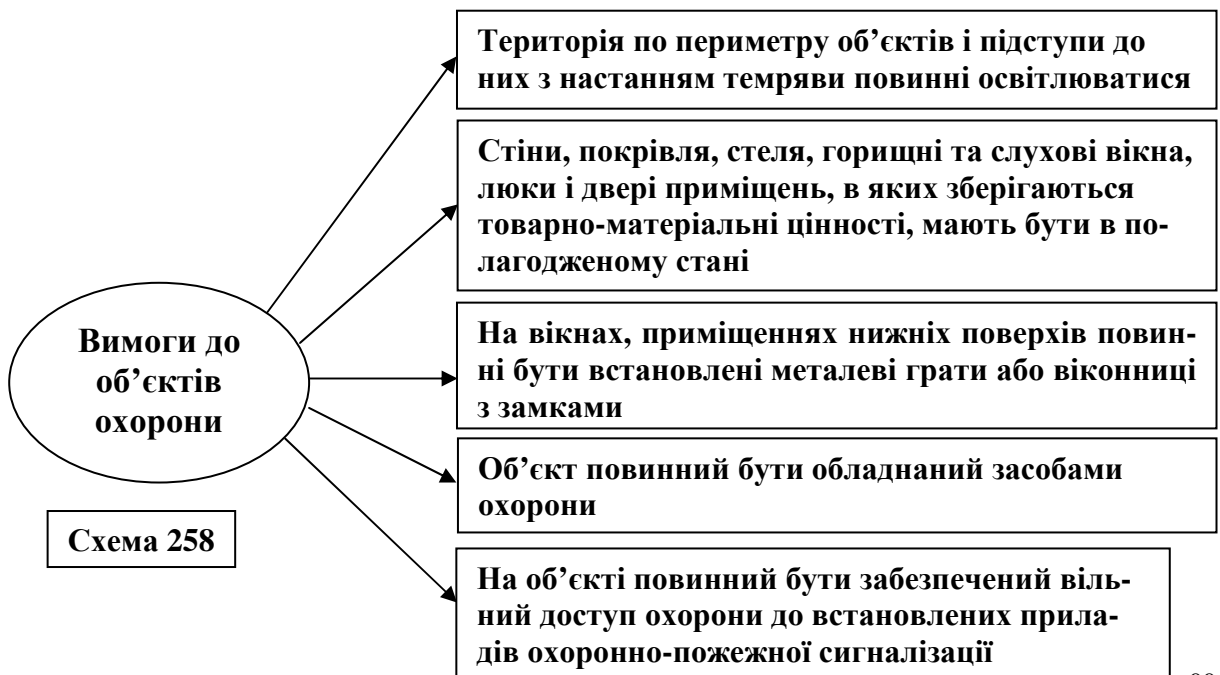 Територія по периметру об’єктів і підступи до
них з настанням темряви повинні освітлюватися
Стіни, покрівля, стеля, горищні та слухові вікна,
люки і двері приміщень, в яких зберігаються
товарно-матеріальні цінності, мають бути в по-
лагодженому стані
Вимоги до
об’єктів
охорони
На вікнах, приміщеннях нижніх поверхів повин-
ні бути встановлені металеві грати або віконниці
з замками
Об’єкт повинний бути обладнаний засобами
охорони
Схема 258
На об’єкті повинний бути забезпечений віль-
ний доступ охорони до встановлених прила-
дів охоронно-пожежної сигналізації